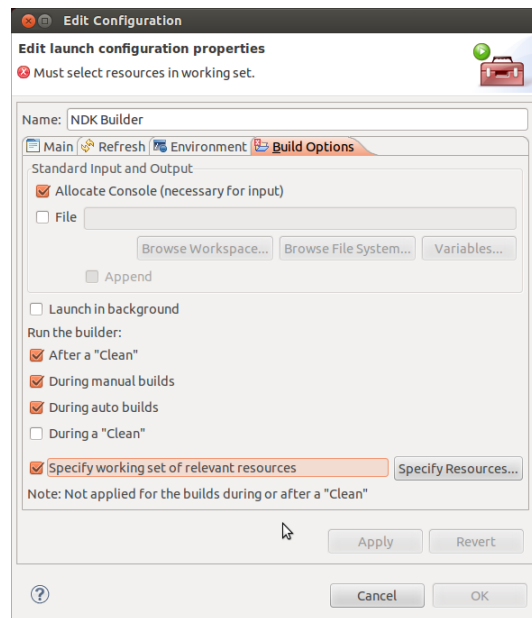 Edit Configuration
Edit launch configuration properties
Must select resources in working set.
Name: NDK Builder
Main Refresh Environment Build Options
Standard Input and Output
Allocate Console (necessary for input)
File
Browse Workspace... Browse File System... Variables...
Append
Launch in background
Run the builder:
After a "Clean"
During manual builds
During auto builds
During a "Clean"
Specify working set of relevant resources Specify Resources...
Note: Not applied for the builds during or after a "Clean"
Apply Revert
? Cancel OK